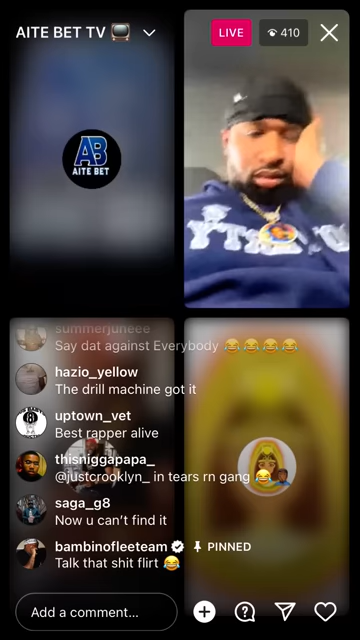 AITE BET TV
LIVE
410
AB
AITE BET
summerjuneee
Say dat against Everybody 😂😂😂😂
hazio_yellow
The drill machine got it
uptown_vet
Best rapper alive
thisniggapapa_
@justcrooklyn_ in tears rn gang 😂
saga_g8
Now u can't find it
bambinofleeteam PINNED
Talk that shit flirt 😂
Add a comment...